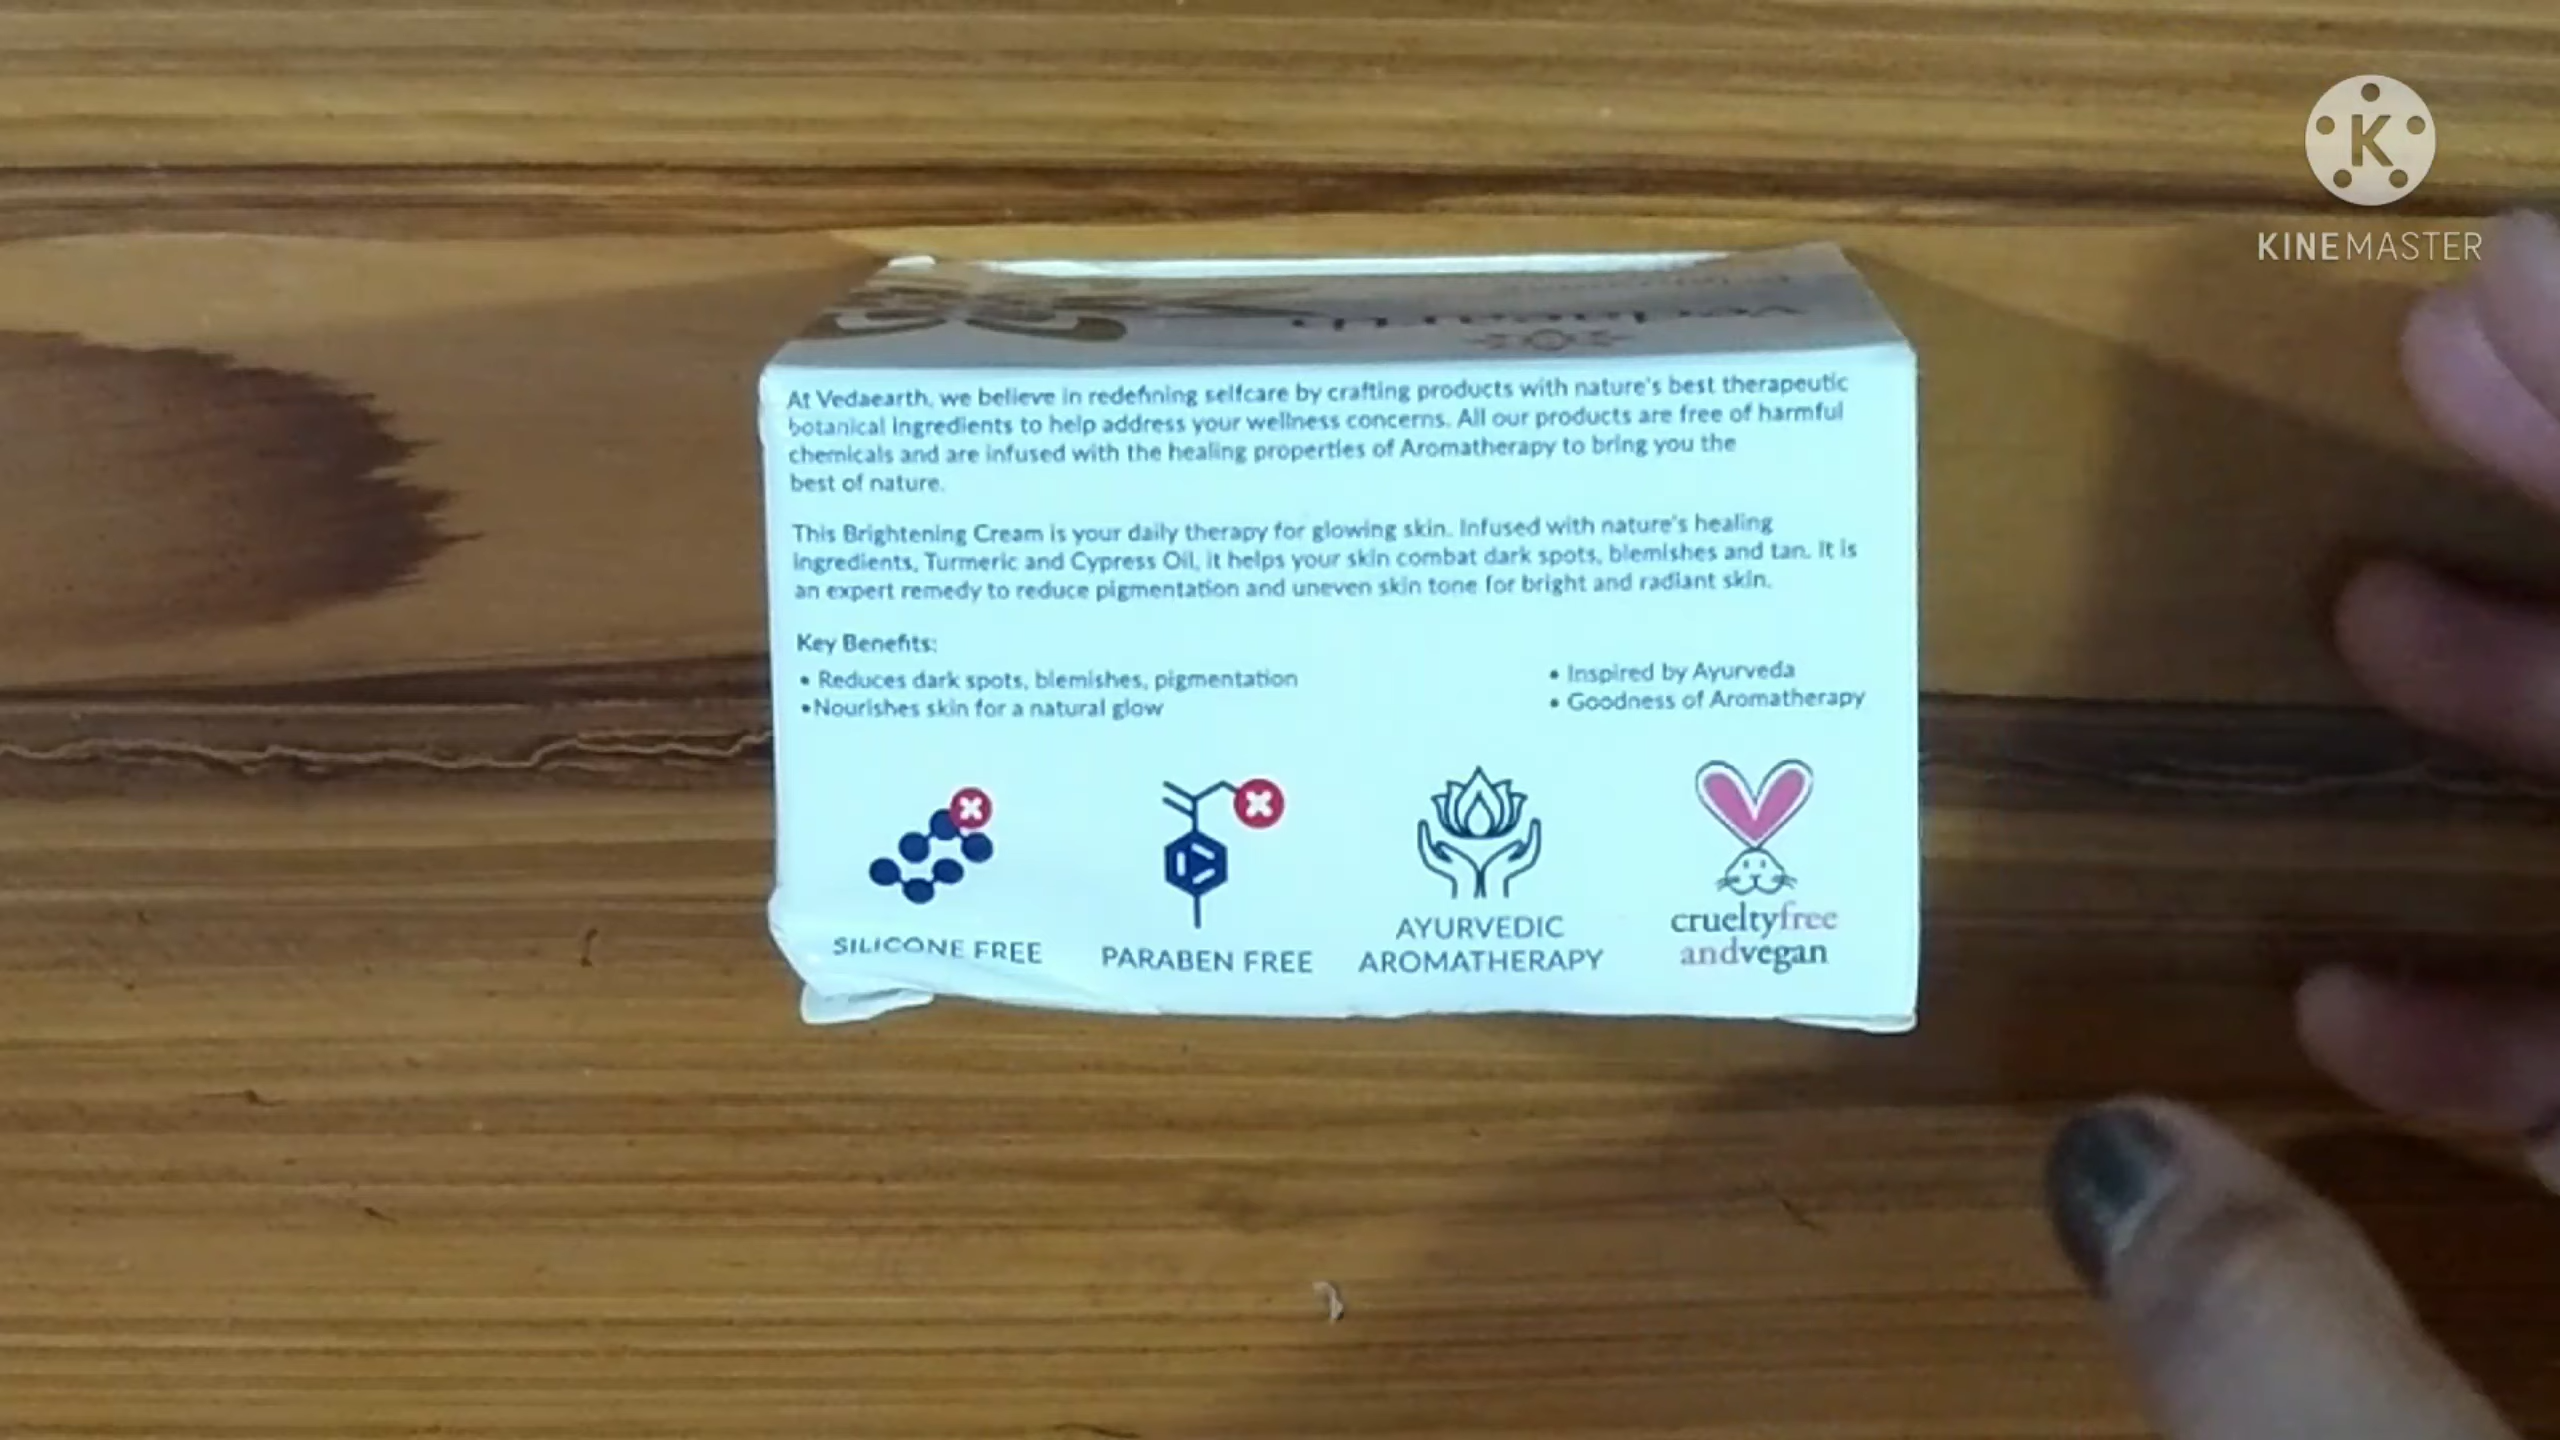 K
KINEMASTER
At Vedaearth, we believe in redefining selfcare by crafting products with nature's best therapeutic
botanical ingredients to help address your wellness concerns. All our products are free of harmful
chemicals and are infused with the healing properties of Aromatherapy to bring you the
best of nature.
This Brightening Cream is your daily therapy for glowing skin. Infused with nature's healing
ingredients, Turmeric and Cypress Oil, it helps your skin combat dark spots, blemishes and tan. It is
an expert remedy to reduce pigmentation and uneven skin tone for bright and radiant skin.
Key Benefits:
• Reduces dark spots, blemishes, pigmentation
• Nourishes skin for a natural glow
• Inspired by Ayurveda
• Goodness of Aromatherapy
SILICONE FREE
PARABEN FREE
AYURVEDIC
AROMATHERAPY
crueltyfree
andvegan